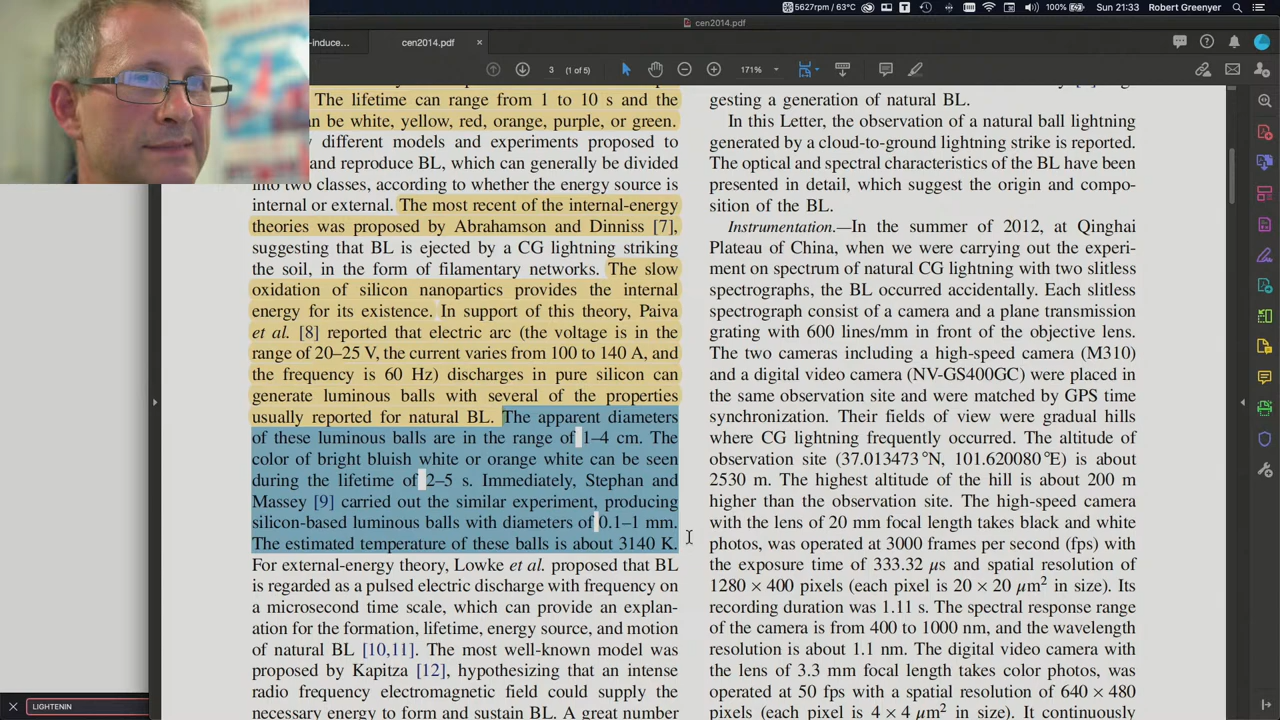 5627rpm / 63°C
100%
Sun 21:33
Robert Greenyer
cen2014.pdf
-induce...
cen2014.pdf
3 (1 of 5)
171%
The lifetime can range from 1 to 10 s and the
n be white, yellow, red, orange, purple, or green.
different models and experiments proposed to
and reproduce BL, which can generally be divided
into two classes, according to whether the energy source is
internal or external. The most recent of the internal-energy
theories was proposed by Abrahamson and Dinniss [7],
suggesting that BL is ejected by a CG lightning striking
the soil, in the form of filamentary networks. The slow
oxidation of silicon nanopartics provides the internal
energy for its existence. In support of this theory, Paiva
et al. [8] reported that electric arc (the voltage is in the
range of 20–25 V, the current varies from 100 to 140 A, and
the frequency is 60 Hz) discharges in pure silicon can
generate luminous balls with several of the properties
usually reported for natural BL. The apparent diameters
of these luminous balls are in the range of 1–4 cm. The
color of bright bluish white or orange white can be seen
during the lifetime of 2–5 s. Immediately, Stephan and
Massey [9] carried out the similar experiment, producing
silicon-based luminous balls with diameters of 0.1–1 mm.
The estimated temperature of these balls is about 3140 K.
For external-energy theory, Lowke et al. proposed that BL
is regarded as a pulsed electric discharge with frequency on
a microsecond time scale, which can provide an explan-
ation for the formation, lifetime, energy source, and motion
of natural BL [10,11]. The most well-known model was
proposed by Kapitza [12], hypothesizing that an intense
radio frequency electromagnetic field could supply the
necessary energy to form and sustain BL. A great number
gesting a generation of natural BL.
In this Letter, the observation of a natural ball lightning
generated by a cloud-to-ground lightning strike is reported.
The optical and spectral characteristics of the BL have been
presented in detail, which suggest the origin and compo-
sition of the BL.
Instrumentation.—In the summer of 2012, at Qinghai
Plateau of China, when we were carrying out the experi-
ment on spectrum of natural CG lightning with two slitless
spectrographs, the BL occurred accidentally. Each slitless
spectrograph consist of a camera and a plane transmission
grating with 600 lines/mm in front of the objective lens.
The two cameras including a high-speed camera (M310)
and a digital video camera (NV-GS400GC) were placed in
the same observation site and were matched by GPS time
synchronization. Their fields of view were gradual hills
where CG lightning frequently occurred. The altitude of
observation site (37.013473°N, 101.620080°E) is about
2530 m. The highest altitude of the hill is about 200 m
higher than the observation site. The high-speed camera
with the lens of 20 mm focal length takes black and white
photos, was operated at 3000 frames per second (fps) with
the exposure time of 333.32 μs and spatial resolution of
1280 × 400 pixels (each pixel is 20 × 20 μm² in size). Its
recording duration was 1.11 s. The spectral response range
of the camera is from 400 to 1000 nm, and the wavelength
resolution is about 1.1 nm. The digital video camera with
the lens of 3.3 mm focal length takes color photos, was
operated at 50 fps with a spatial resolution of 640 × 480
pixels (each pixel is 4 × 4 μm² in size). It continuously
LIGHTENIN